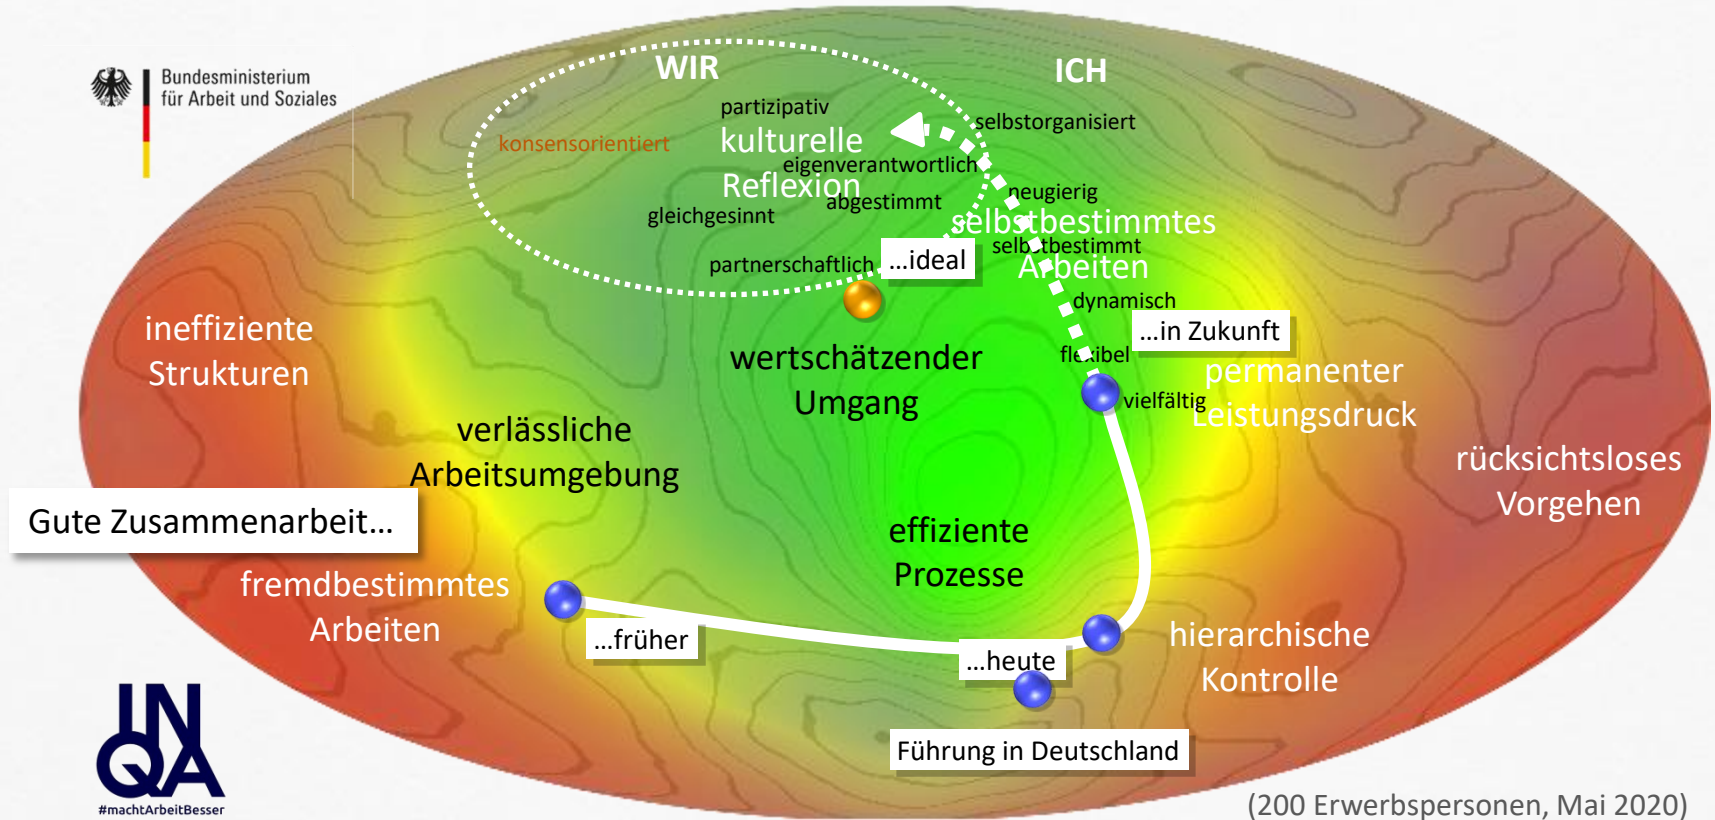 Bundesministerium
für Arbeit und Soziales
WIR
ICH
partizipativ
selbstorganisiert
konsensorientiert
kulturelle
Reflexion
eigenverantwortlich
neugierig
abgestimmt
gleichgesinnt
selbstbestimmtes
Arbeiten
selbstbestimmt
partnerschaftlich
...ideal
dynamisch
...in Zukunft
ineffiziente
Strukturen
wertschätzender
Umgang
flexibel
permanenter
Leistungsdruck
vielfältig
verlässliche
Arbeitsumgebung
rücksichtsloses
Vorgehen
Gute Zusammenarbeit...
effiziente
Prozesse
fremdbestimmtes
Arbeiten
...früher
...heute
hierarchische
Kontrolle
Führung in Deutschland
INQA
#machtArbeitBesser
(200 Erwerbspersonen, Mai 2020)